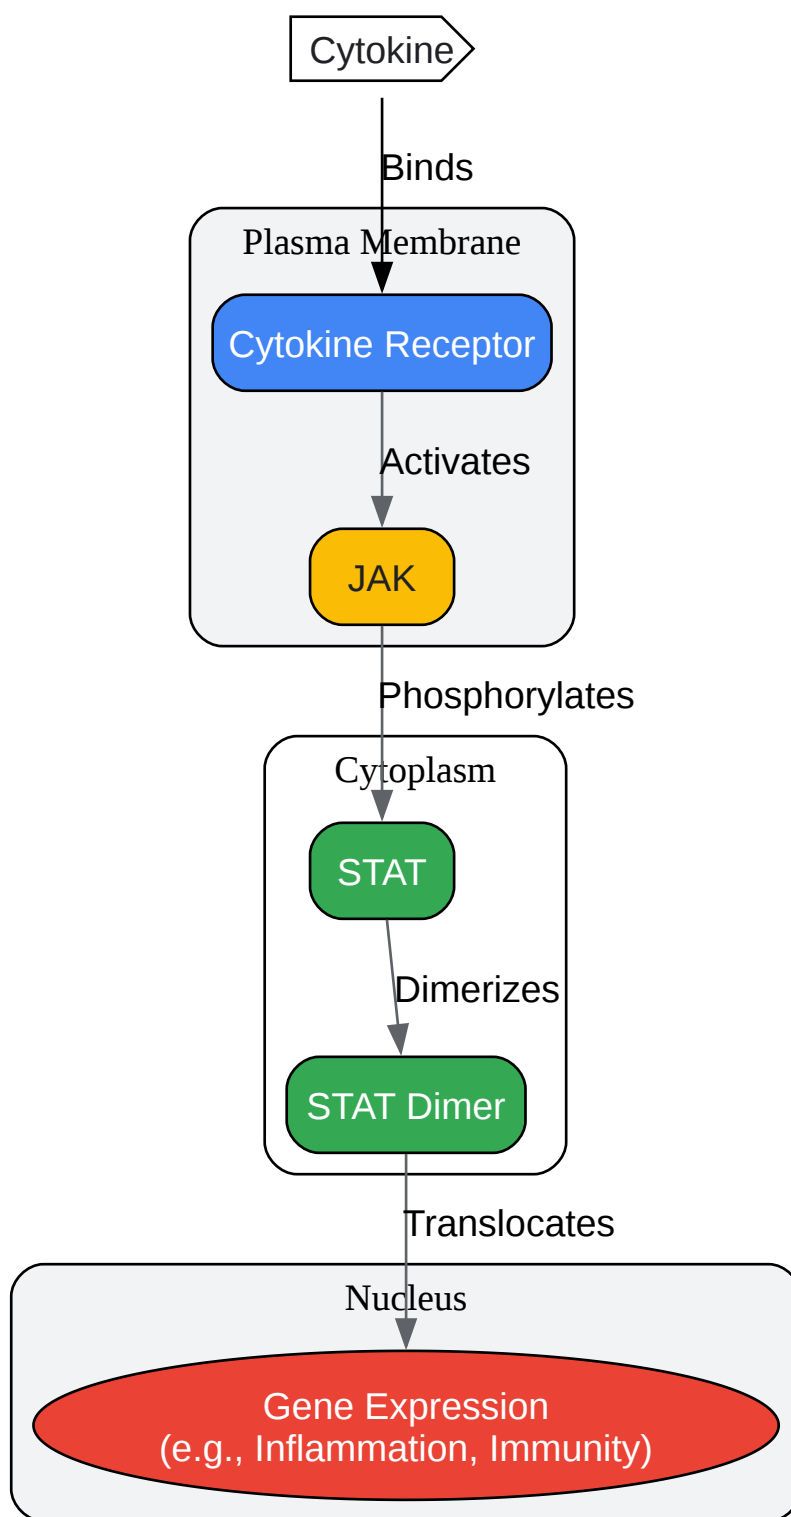 Cytokine
Binds
Plasma Membrane
Cytokine Receptor
Activates
JAK
Phosphorylates
Cytoplasm
STAT
Dimerizes
STAT Dimer
Translocates
Nucleus
Gene Expression
(e.g., Inflammation, Immunity)